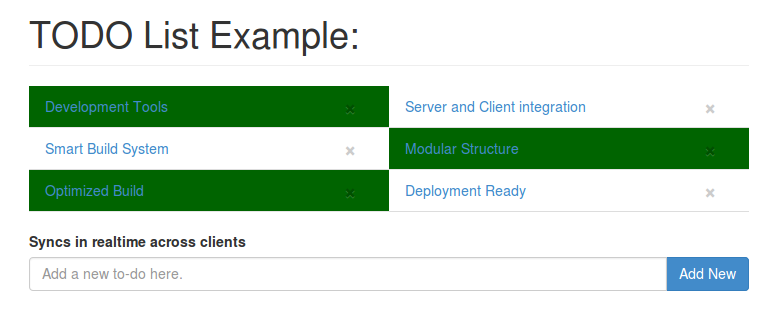 TODO List Example:
Development Tools ×
Server and Client integration ×
Smart Build System ×
Modular Structure ×
Optimized Build ×
Deployment Ready ×
Syncs in realtime across clients
Add a new to-do here.
Add New